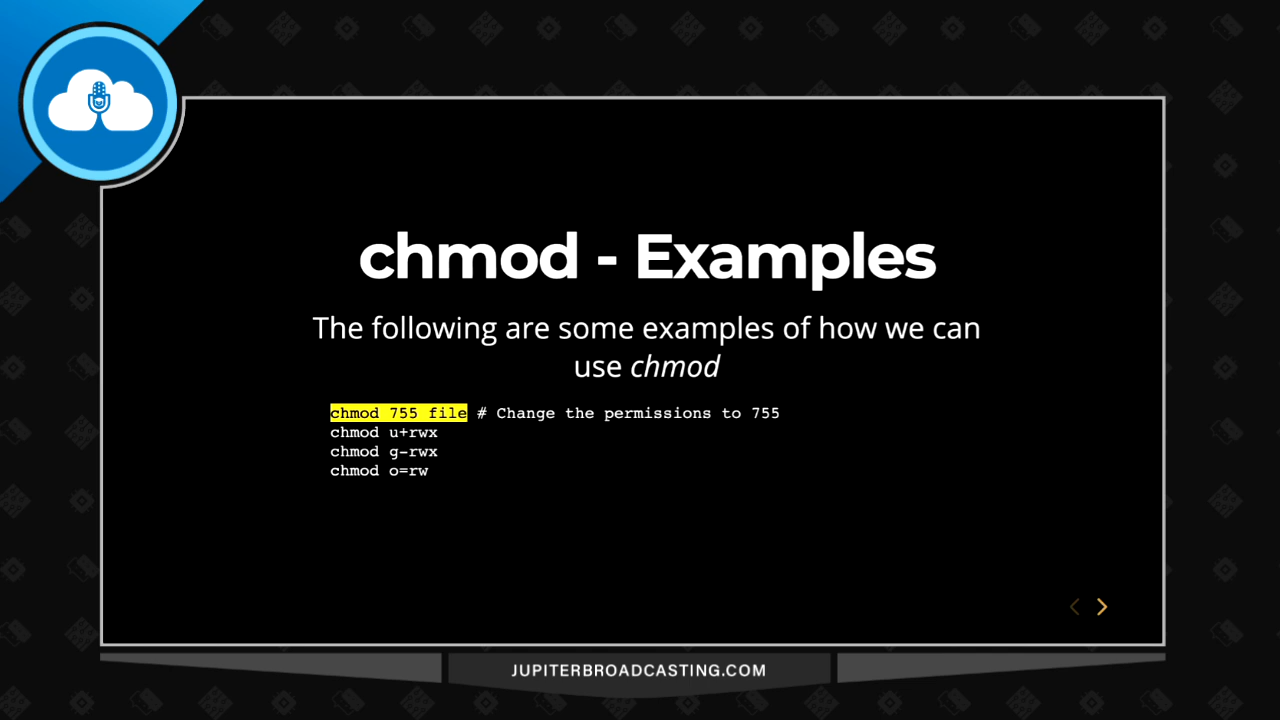 chmod - Examples
The following are some examples of how we can
use chmod
chmod 755 file # Change the permissions to 755
chmod u+rwx
chmod g-rwx
chmod o=rw
JUPITERBROADCASTING.COM